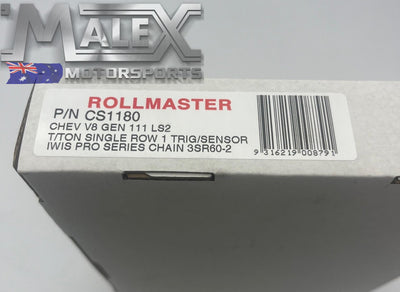 MALEX
MOTORSPORTS
ROLLMASTER
P/N CS1180
CHEV V8 GEN 111 LS2
T/TON SINGLE ROW 1 TRIG/SENSOR
IWIS PRO SERIES CHAIN 3SR60-2
9 316219 008791